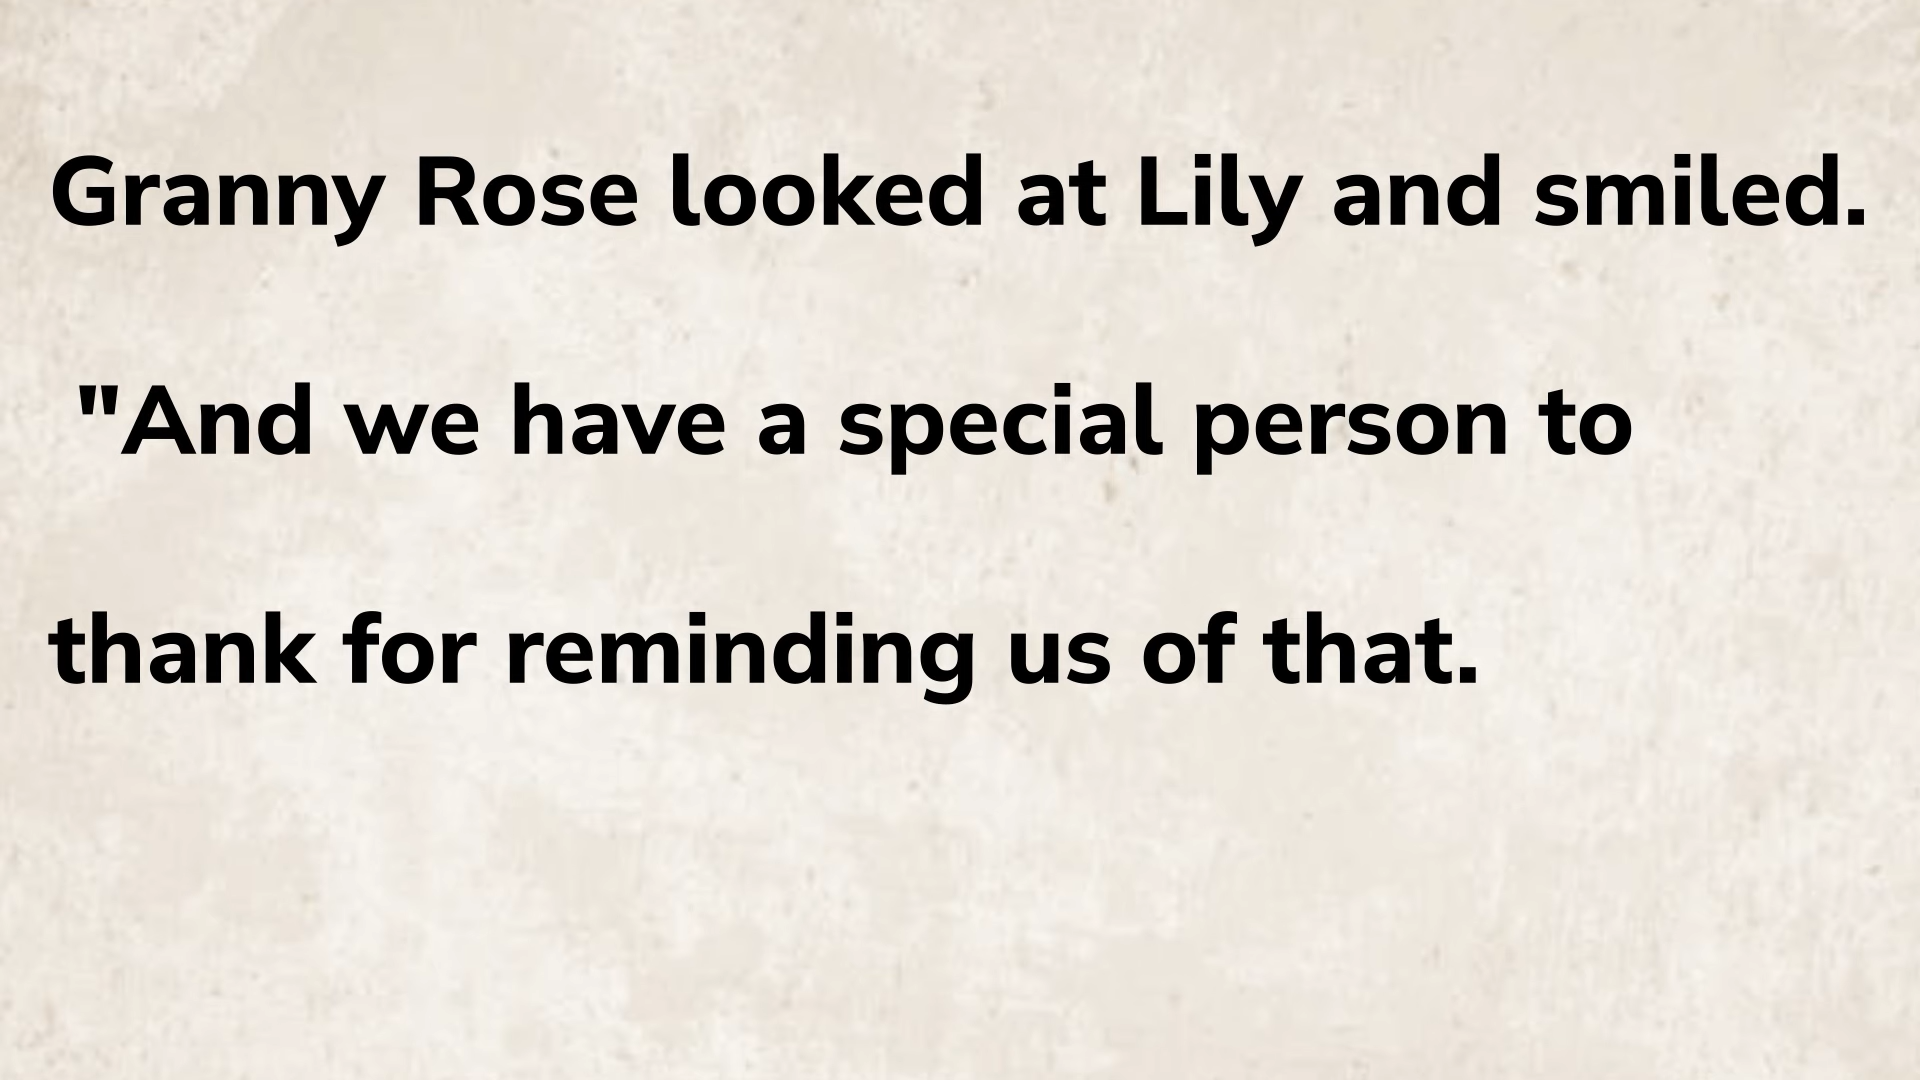 Granny Rose looked at Lily and smiled.
"And we have a special person to
thank for reminding us of that.